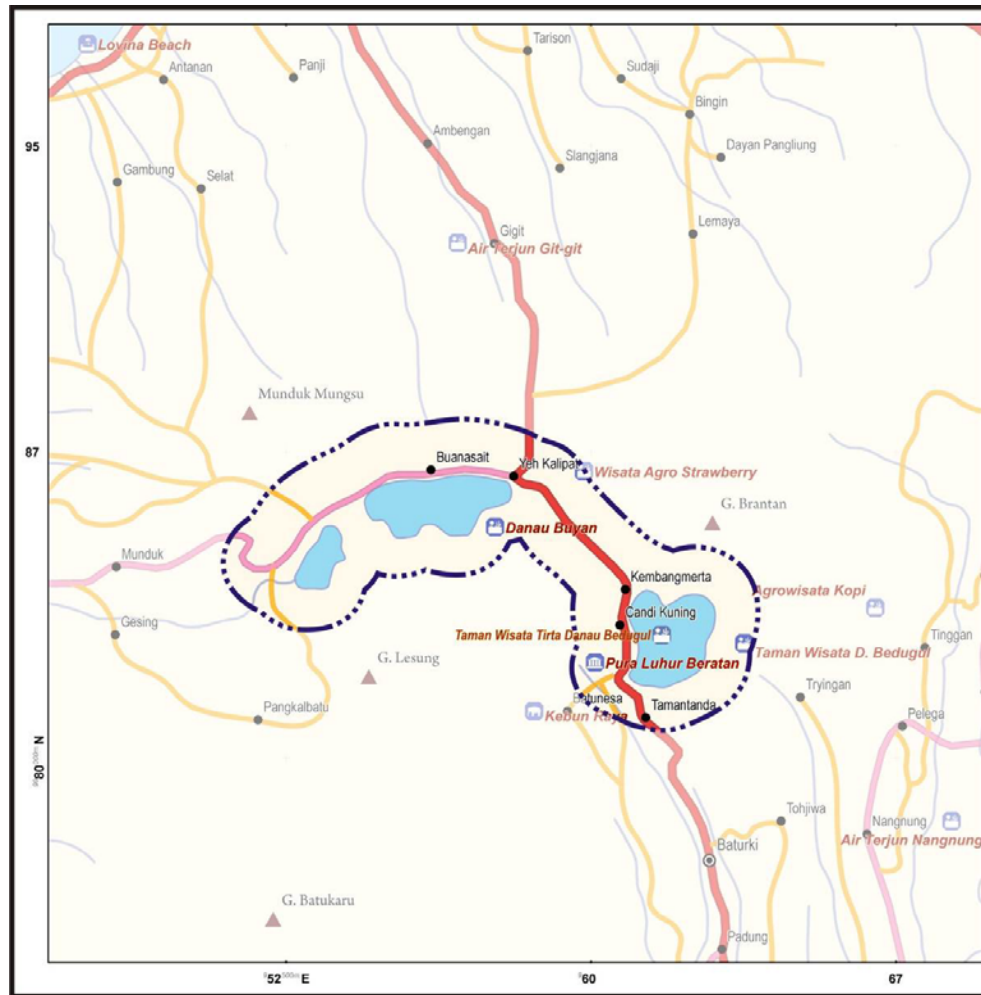 Lovina Beach
Tarison
Antanan
Panji
Sudaji
Bingin
95
Ambengan
Dayan Pangliung
Slangjana
Gambung
Selat
Lemaya
Gigit
Air Terjun Git-git
Munduk Mungsu
87
Buanasait
Yeh Kalipat
Wisata Agro Strawberry
G. Brantan
Danau Buyan
Munduk
Kembangmerta
Agrowisata Kopi
Candi Kuning
Gesing
Taman Wisata Tirta Danau Bedugul
Tinggan
Taman Wisata D. Bedugul
G. Lesung
Pura Luhur Beratan
Tryingan
Batunesa
Kebun Raya
Tamantanda
Pangkalbatu
Pelega
80
N
Tohjiwa
Nangnung
Air Terjun Nangnung
Baturki
G. Batukaru
Padung
52 500m E
60
67